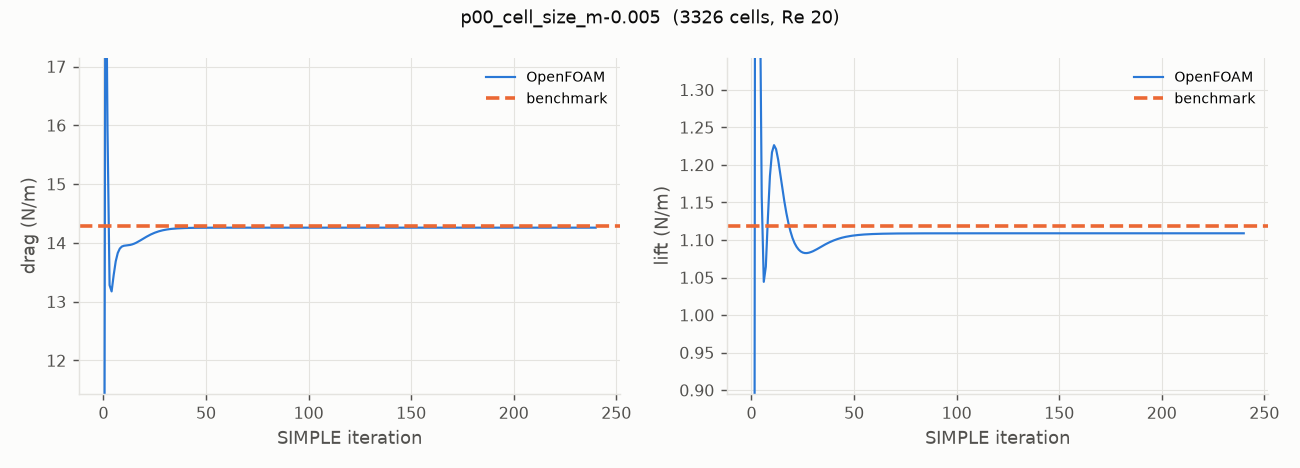 p00_cell_size_m-0.005  (3326 cells, Re 20)
17
16
15
14
13
12
drag (N/m)
0 50 100 150 200 250
SIMPLE iteration
OpenFOAM
benchmark
1.30
1.25
1.20
1.15
1.10
1.05
1.00
0.95
0.90
lift (N/m)
0 50 100 150 200 250
SIMPLE iteration
OpenFOAM
benchmark